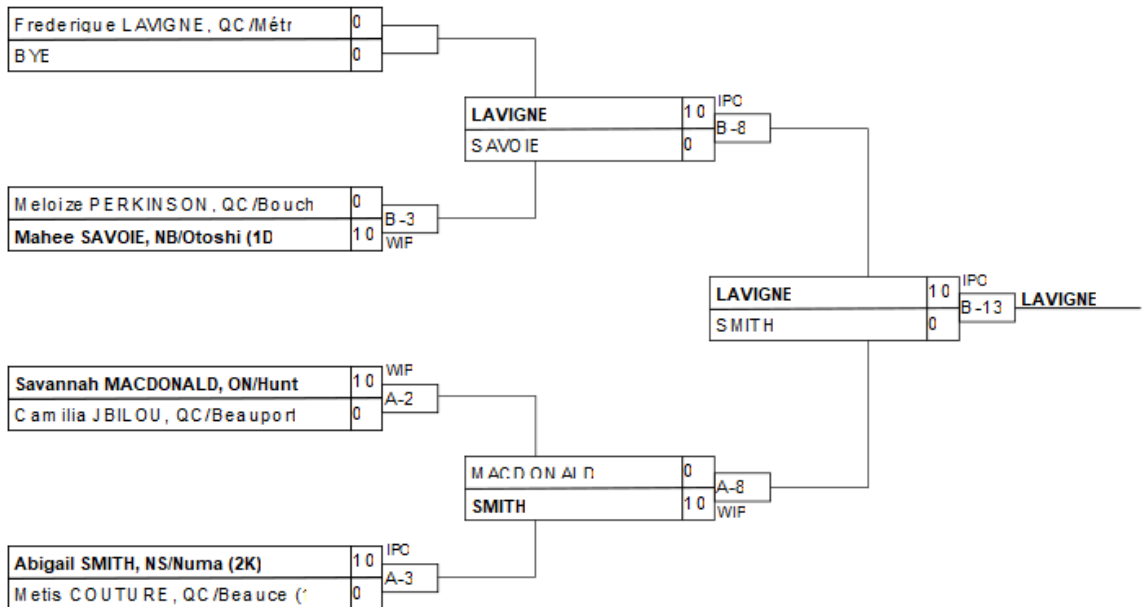 Frederique LAVIGNE, QC/Métr 0
BYE 0
LAVIGNE 10 IPO
B-8
SAVOIE 0
Meloize PERKINSON, QC/Bouch 0
B-3
Mahee SAVOIE, NB/Otoshi (1D 10 WIF
LAVIGNE 10 IPO
B-13 LAVIGNE
SMITH 0
Savannah MACDONALD, ON/Hunt 10 WIF
A-2
Camilia JBILOU, QC/Beauport 0
MACDONALD 0
A-8
SMITH 10 WIF
Abigail SMITH, NS/Numa (2K) 10 IPO
A-3
Metis COUTURE, QC/Beauce ( 0